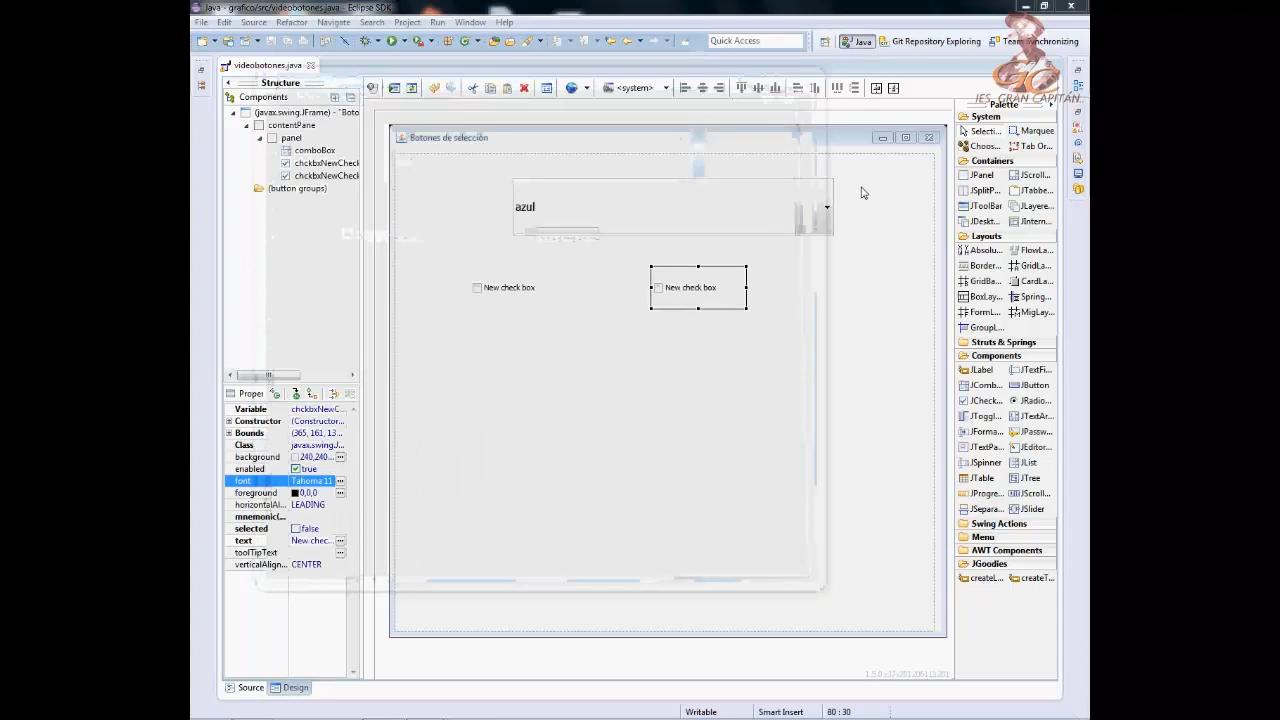 Java - grafico/src/videobotones.java - Eclipse SDK
File Edit Source Refactor Navigate Search Project Run Window Help
Quick Access
Java
Git Repository Exploring
Team Synchronizing
IES. GRAN CAPITÁN
videobotones.java
Structure
<system>
Components
(javax.swing.JFrame) - "Boto
contentPane
panel
comboBox
chckbxNewCheck
chckbxNewCheck
(button groups)
Botones de selección
azul
New check box
New check box
Proper
Variable chckbxNewC...
Constructor (Constructor...
Bounds (365, 161, 13...
Class javax.swing.J...
background 240,240...
enabled true
font Tahoma 11
foreground 0,0,0
horizontalAl... LEADING
mnemonic(...
selected false
text New chec...
toolTipText
verticalAlign... CENTER
Palette
System
Selecti... Marquee
Choos... Tab Or...
Containers
JPanel JScroll...
JSplitP... JTabbe...
JToolBar JLayere...
JDeskt... JIntern...
Layouts
Absolu... FlowLa...
Border... GridLa...
GridBa... CardLa...
BoxLay... Spring...
FormL... MigLay...
GroupL...
Struts & Springs
Components
JLabel JTextFi...
JComb... JButton
JCheck... JRadio...
JToggl... JTextAr...
JForma... JPassw...
JTextPa... JEditor...
JSpinner JList
JTable JTree
JProgre... JScroll...
JSepara... JSlider
Swing Actions
Menu
AWT Components
JGoodies
createL... createT...
Source Design
Writable Smart Insert 80 : 30